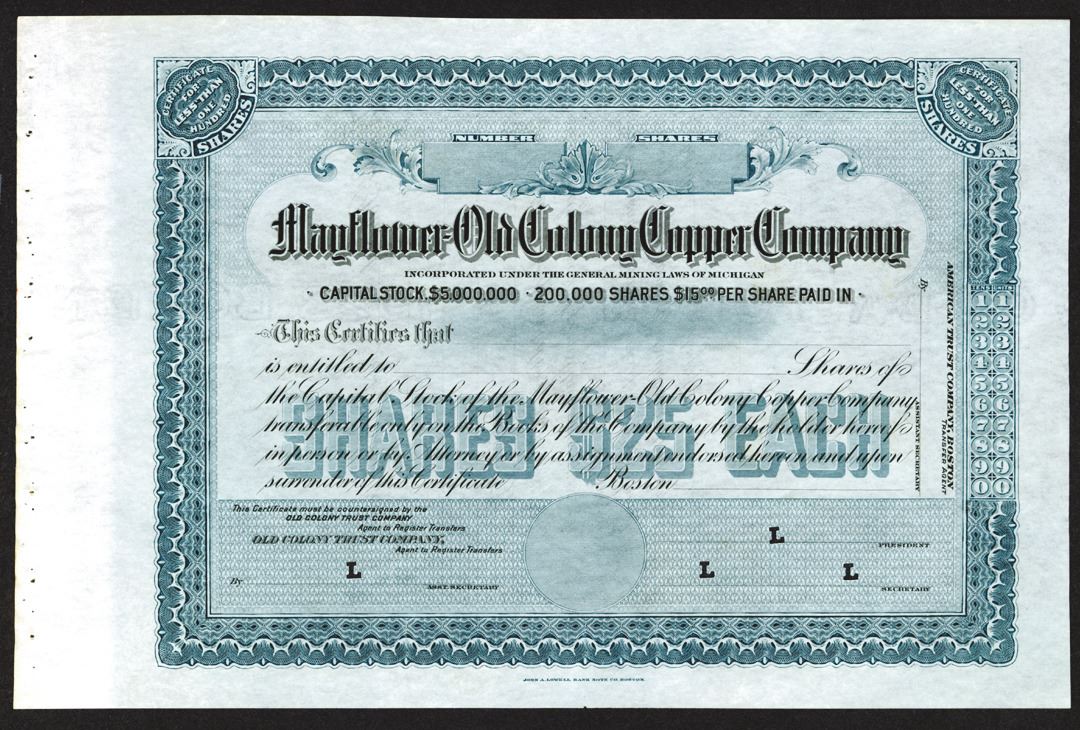 CERTIFICATE
FOR
LESS-THAN
ONE
HUNDRED
SHARES
NUMBER SHARES
CERTIFICATE
FOR
LESS-THAN
ONE
HUNDRED
SHARES
Mayflower-Old Colony Copper Company
INCORPORATED UNDER THE GENERAL MINING LAWS OF MICHIGAN
CAPITAL STOCK, $5.000.000 · 200,000 SHARES $15.00 PER SHARE PAID IN
This Certifies that
is entitled to Shares of
the Capital Stock of the Mayflower-Old Colony Copper Company
transferable only on the Books of the Company by the holder hereof
in person or by Attorney or by assignment endorsed hereon and upon
surrender of this Certificate Boston
SHARES $25 EACH
This Certificate must be countersigned by the
OLD COLONY TRUST COMPANY
Agent to Register Transfers
OLD COLONY TRUST COMPANY,
Agent to Register Transfers
By L ASST. SECRETARY
L PRESIDENT
L L SECRETARY
AMERICAN TRUST COMPANY, BOSTON
TRANSFER AGENT
By ASSISTANT SECRETARY
TENS UNITS
1 1
2 2
3 3
4 4
5 5
6 6
7 7
8 8
9 9
0 0
JOHN A. LOWELL BANK NOTE CO. BOSTON